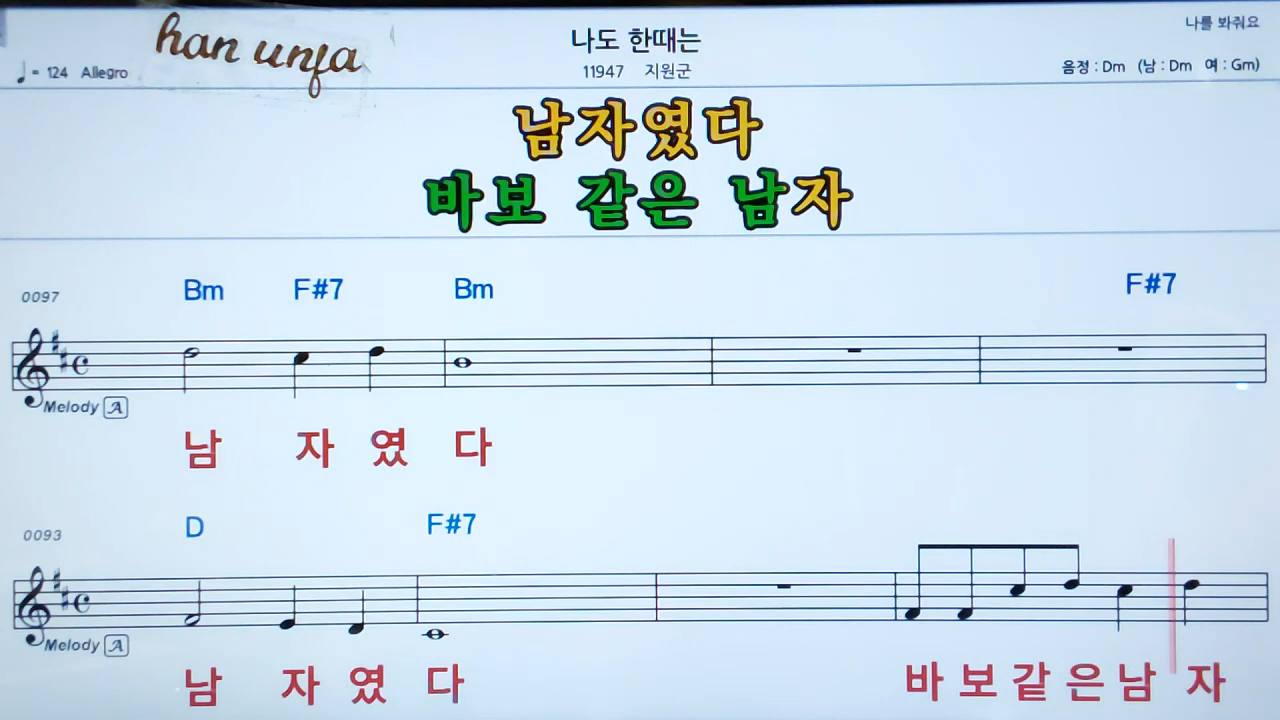 han unja
나도 한때는
나를 봐줘요
♩= 124 Allegro
11947 지원군
음정 : Dm (남 : Dm 여 : Gm)
남자였다
바보 같은 남자
0097 Bm F#7 Bm F#7
Melody A
남 자 였 다
0093 D F#7
Melody A
남 자 였 다 바 보 같 은 남 자